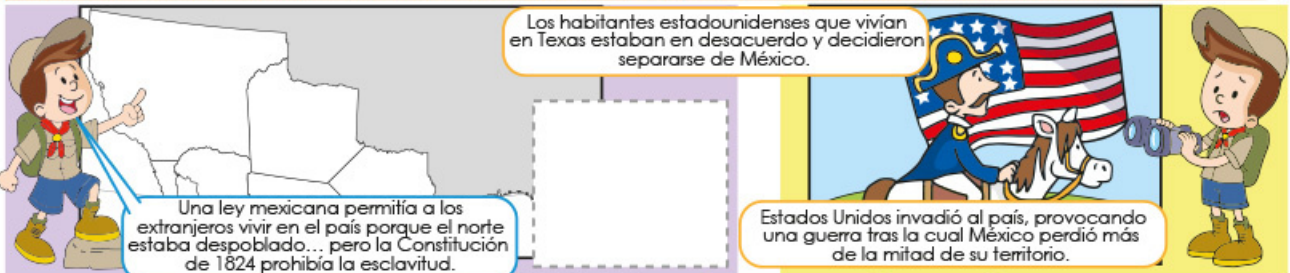 Los habitantes estadounidenses que vivían
en Texas estaban en desacuerdo y decidieron
separarse de México.
Una ley mexicana permitía a los
extranjeros vivir en el país porque el norte
estaba despoblado... pero la Constitución
de 1824 prohibía la esclavitud.
Estados Unidos invadió al país, provocando
una guerra tras la cual México perdió más
de la mitad de su territorio.